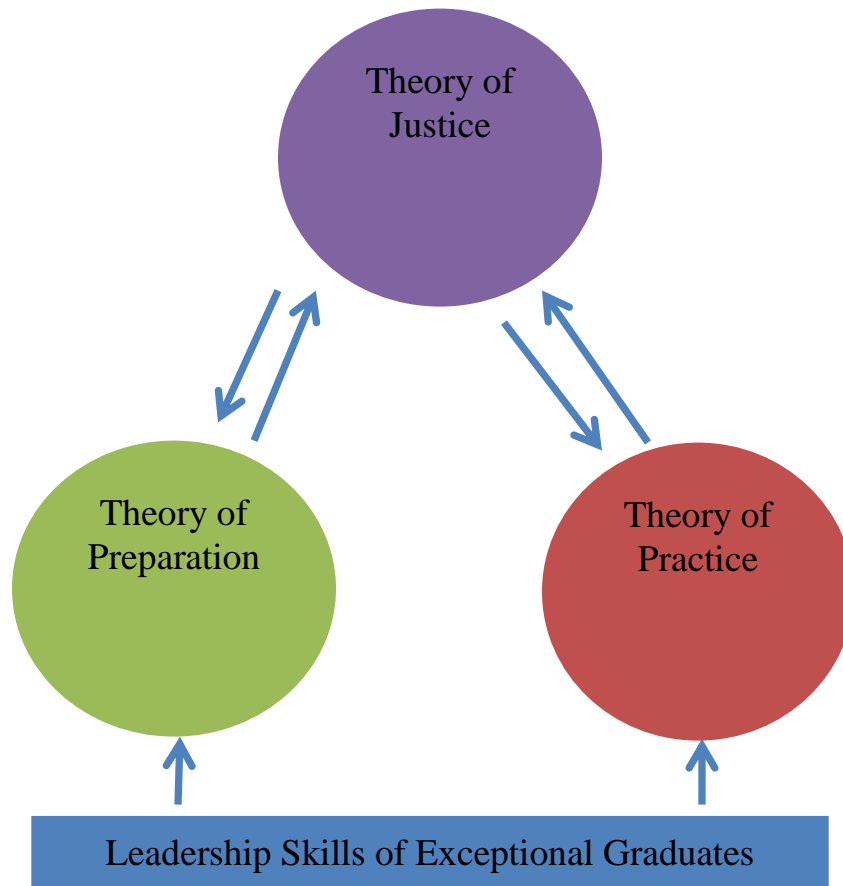 Theory of
Justice
Theory of
Preparation
Theory of
Practice
Leadership Skills of Exceptional Graduates